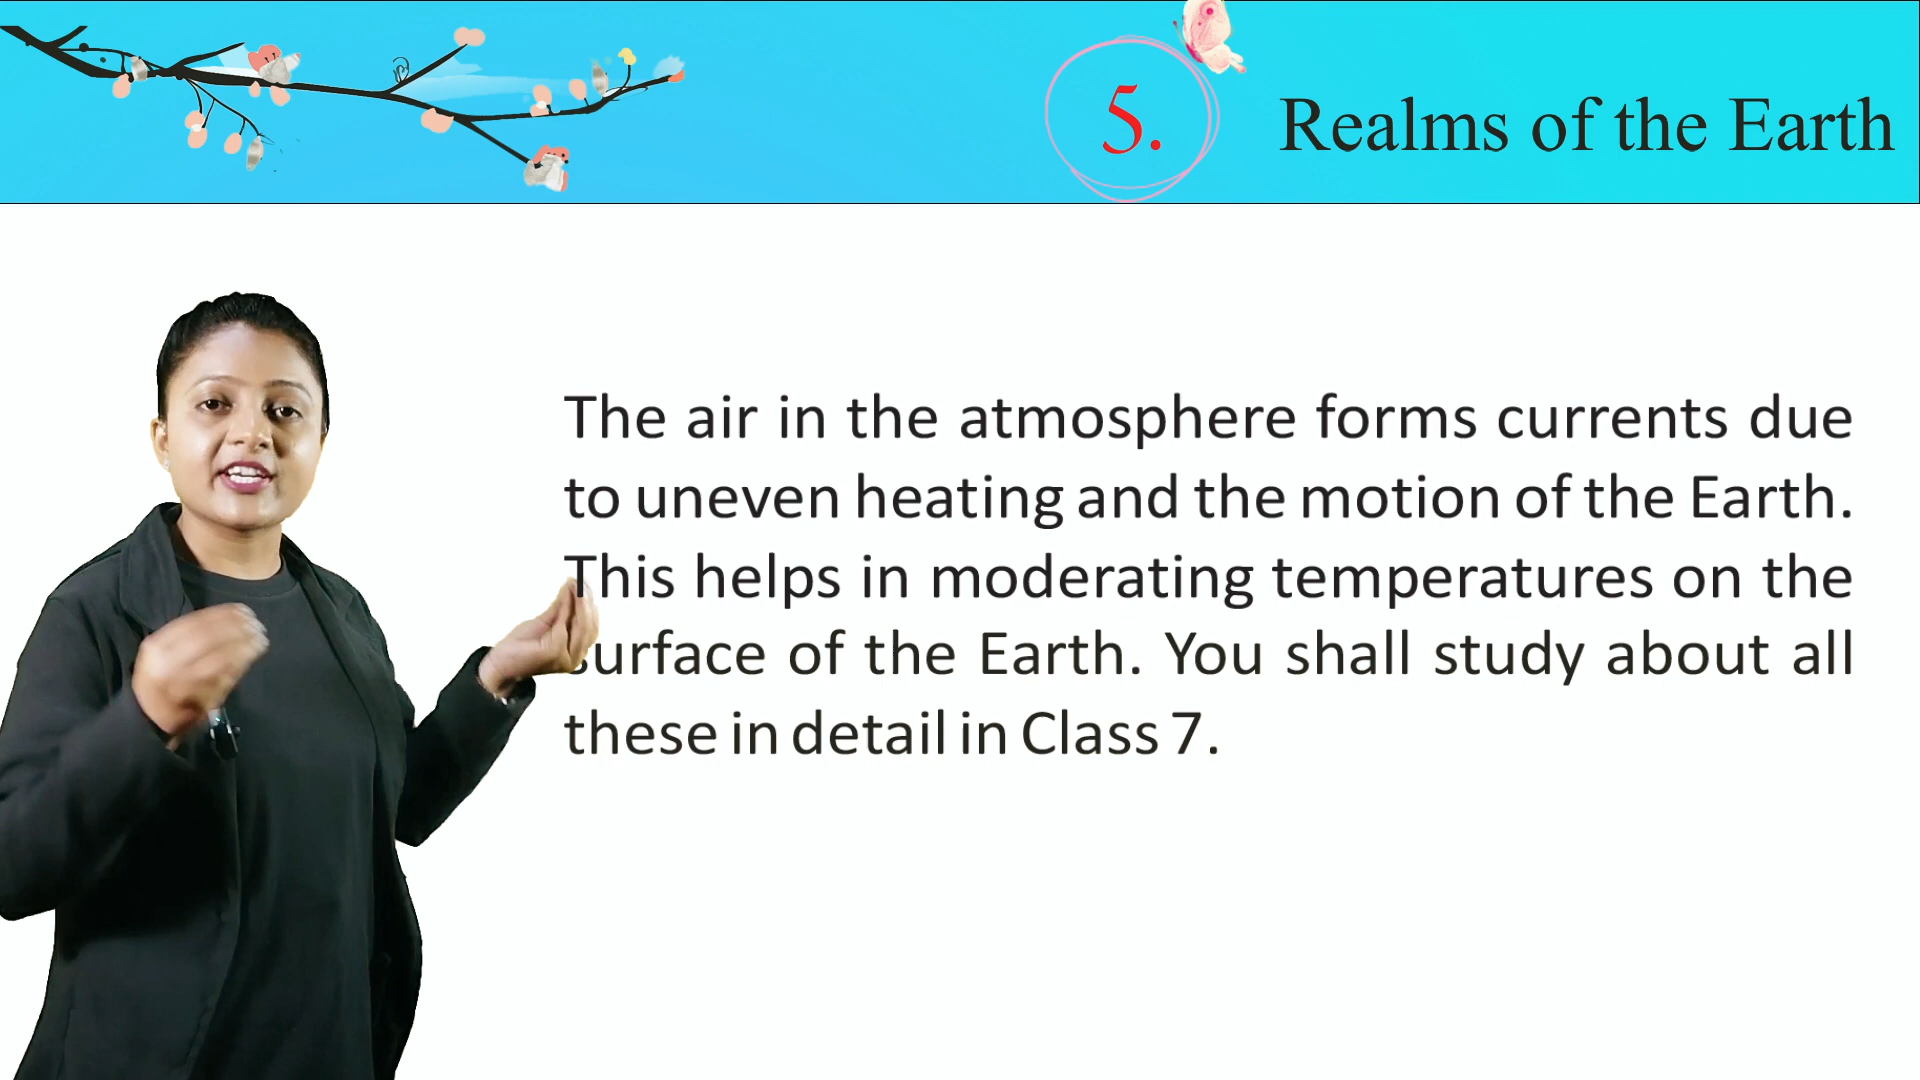 5.
Realms of the Earth
The air in the atmosphere forms currents due
to uneven heating and the motion of the Earth.
This helps in moderating temperatures on the
surface of the Earth. You shall study about all
these in detail in Class 7.